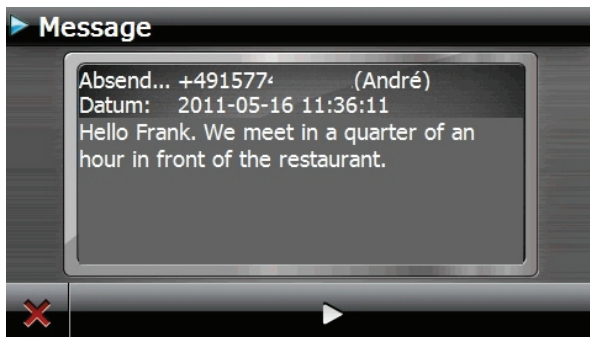 Message
Absend... +4915774 (André)
Datum: 2011-05-16 11:36:11
Hello Frank. We meet in a quarter of an
hour in front of the restaurant.